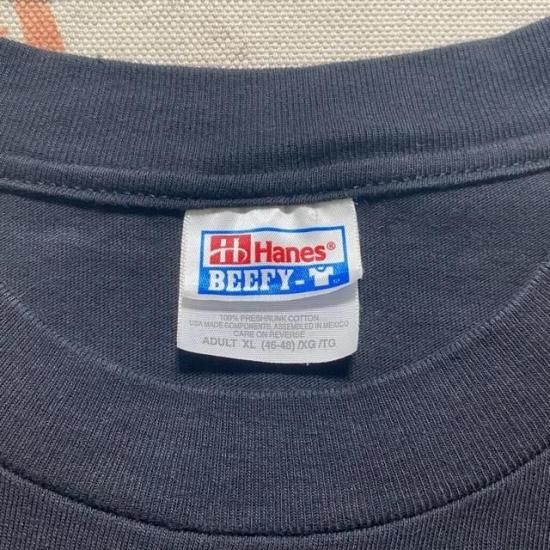 Hanes®
BEEFY-T
100% PRESHRUNK COTTON
USA MADE COMPONENTS, ASSEMBLED IN MEXICO
CARE ON REVERSE
ADULT XL (46-48) /XG /TG